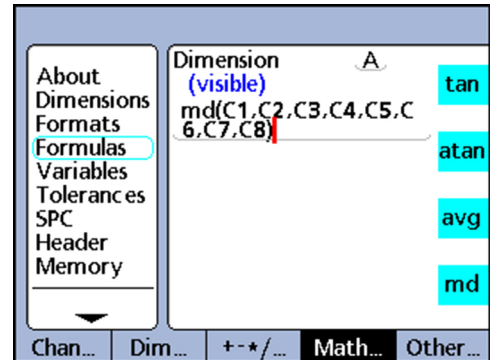 About
Dimensions
Formats
Formulas
Variables
Tolerances
SPC
Header
Memory
Dimension A
(visible)
md(C1,C2,C3,C4,C5,C
6,C7,C8)
tan
atan
avg
md
Chan... Dim... +-*/... Math... Other...